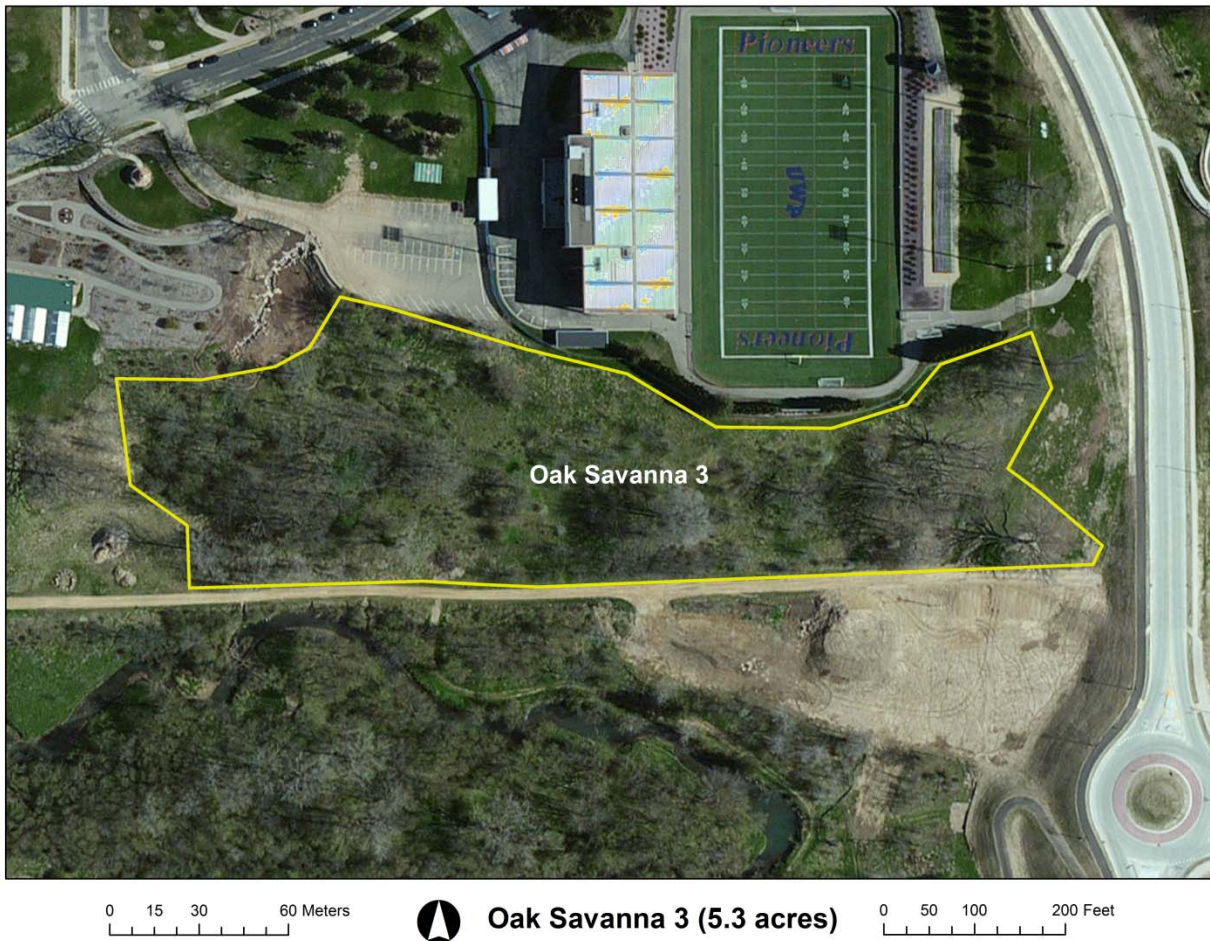 Pioneers
UWP
Pioneers
Oak Savanna 3
0 15 30 60 Meters
Oak Savanna 3 (5.3 acres)
0 50 100 200 Feet